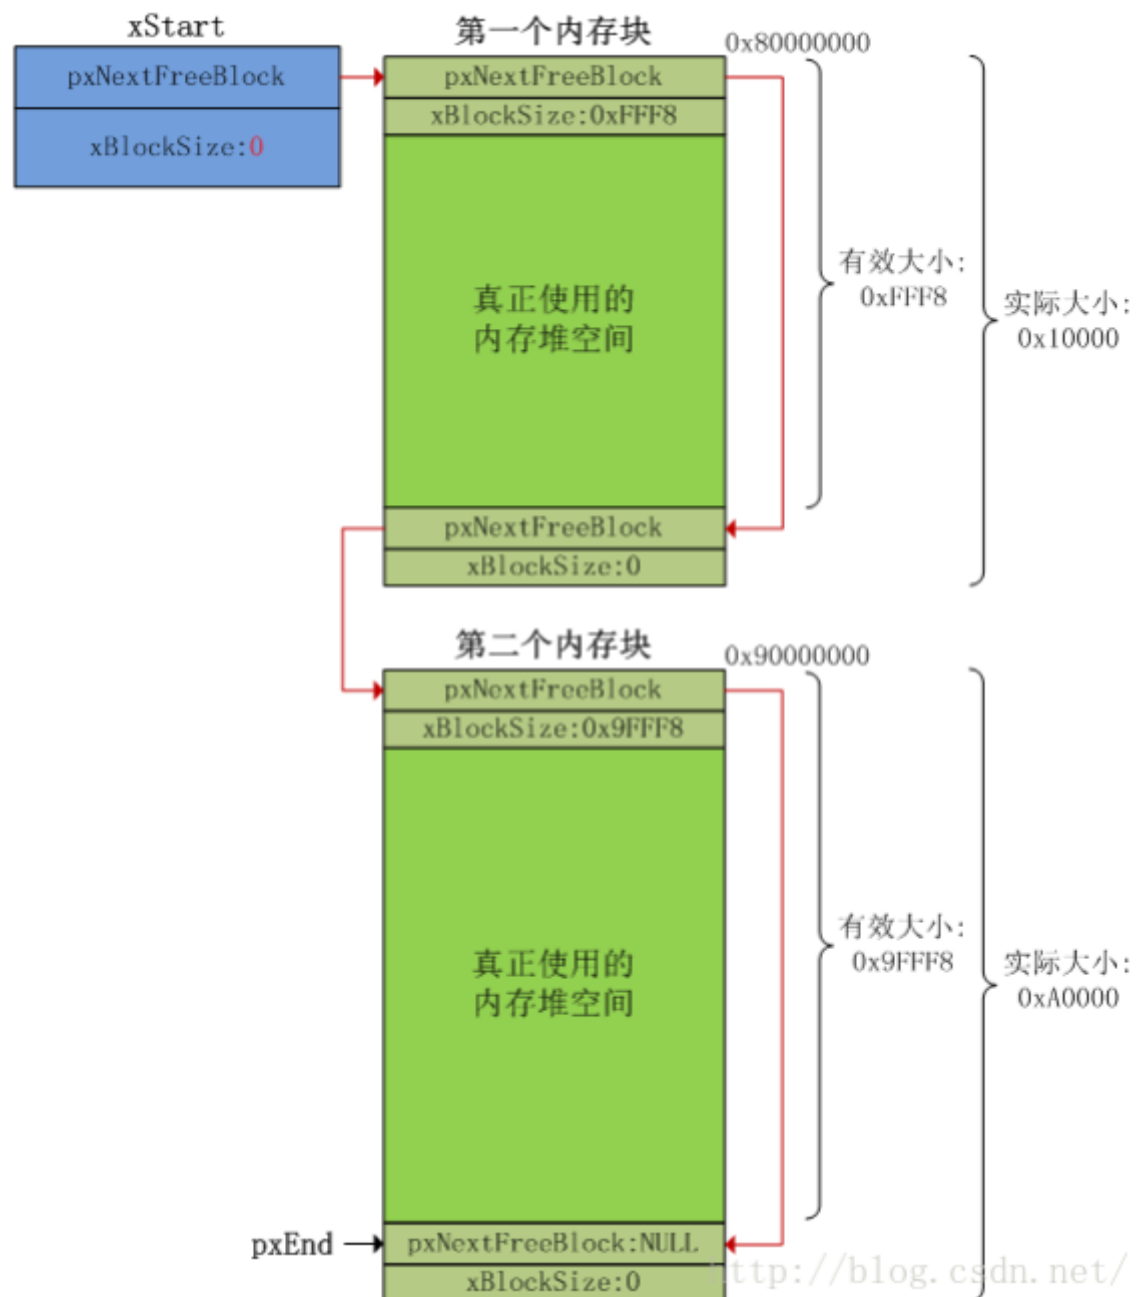 xStart
pxNextFreeBlock
xBlockSize:0
第一个内存块
0x80000000
pxNextFreeBlock
xBlockSize:0xFFF8
真正使用的
内存堆空间
有效大小:
0xFFF8
实际大小:
0x10000
pxNextFreeBlock
xBlockSize:0
第二个内存块
0x90000000
pxNextFreeBlock
xBlockSize:0x9FFF8
真正使用的
内存堆空间
有效大小:
0x9FFF8
实际大小:
0xA0000
pxEnd
pxNextFreeBlock:NULL
xBlockSize:0
http://blog.csdn.net/